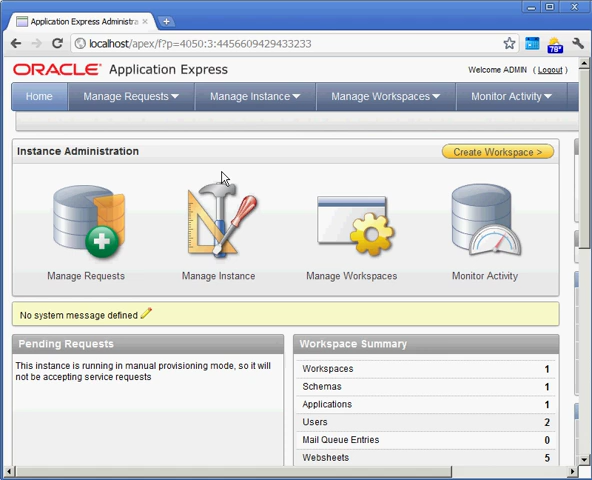 Application Express Administra
localhost/apex/f?p=4050:3:4456609429433233
78°
ORACLE Application Express
Welcome ADMIN ( Logout )
Home Manage Requests Manage Instance Manage Workspaces Monitor Activity
Instance Administration
Create Workspace >
Manage Requests Manage Instance Manage Workspaces Monitor Activity
No system message defined
Pending Requests
This instance is running in manual provisioning mode, so it will
not be accepting service requests
Workspace Summary
Workspaces 1
Schemas 1
Applications 1
Users 2
Mail Queue Entries 0
Websheets 5